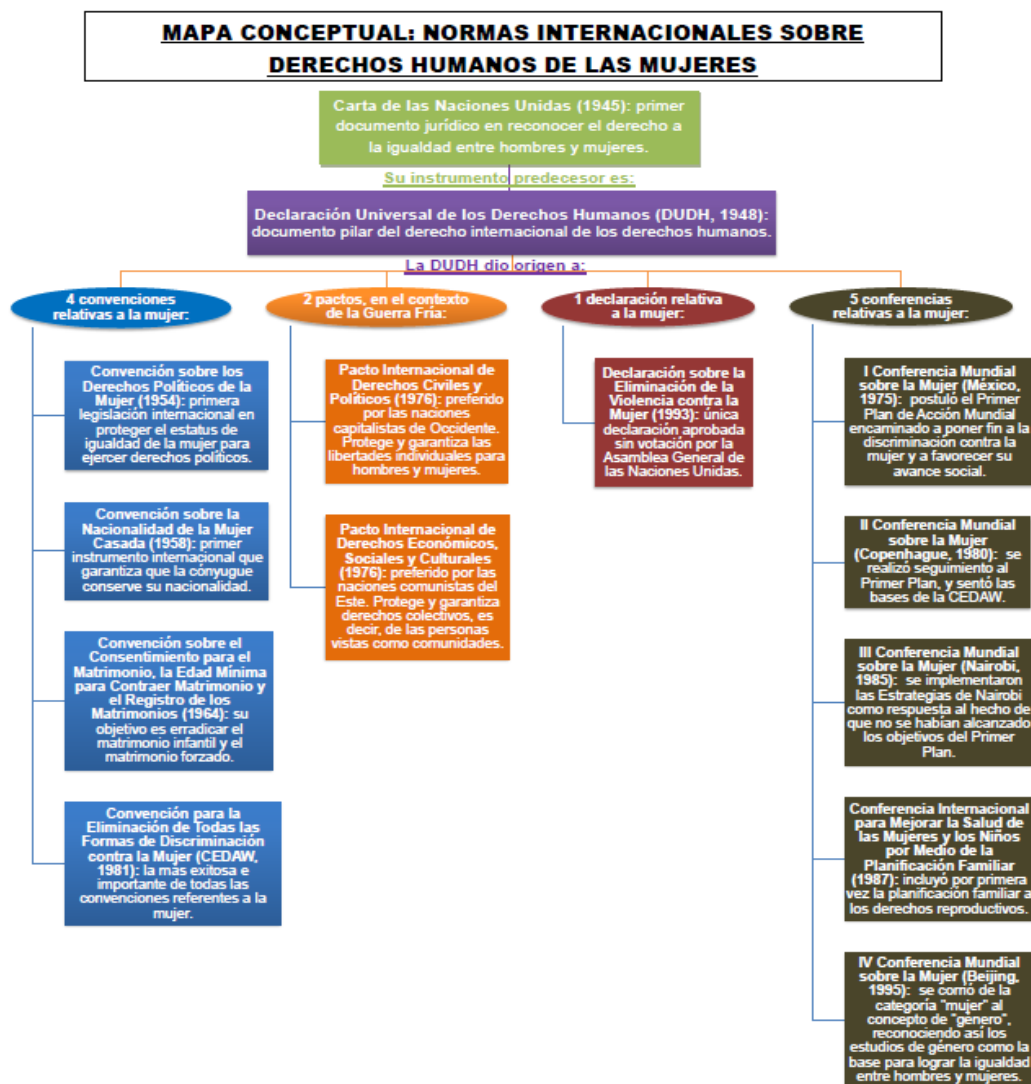 MAPA CONCEPTUAL: NORMAS INTERNACIONALES SOBRE
DERECHOS HUMANOS DE LAS MUJERES
Carta de las Naciones Unidas (1945): primer
documento jurídico en reconocer el derecho a
la igualdad entre hombres y mujeres.
Su instrumento predecesor es:
Declaración Universal de los Derechos Humanos (DUDH, 1948):
documento pilar del derecho internacional de los derechos humanos.
La DUDH dio origen a:
4 convenciones
relativas a la mujer:
Convención sobre los
Derechos Políticos de la
Mujer (1954): primera
legislación internacional en
proteger el estatus de
igualdad de la mujer para
ejercer derechos políticos.
Convención sobre la
Nacionalidad de la Mujer
Casada (1958): primer
instrumento internacional que
garantiza que la cónyugue
conserve su nacionalidad.
Convención sobre el
Consentimiento para el
Matrimonio, la Edad Mínima
para Contraer Matrimonio y
el Registro de los
Matrimonios (1964): su
objetivo es erradicar el
matrimonio infantil y el
matrimonio forzado.
Convención para la
Eliminación de Todas las
Formas de Discriminación
contra la Mujer (CEDAW,
1981): la más exitosa e
importante de todas las
convenciones referentes a la
mujer.
2 pactos, en el contexto
de la Guerra Fría:
Pacto Internacional de
Derechos Civiles y
Políticos (1976): preferido
por las naciones
capitalistas de Occidente.
Protege y garantiza las
libertades individuales para
hombres y mujeres.
Pacto Internacional de
Derechos Económicos,
Sociales y Culturales
(1976): preferido por las
naciones comunistas del
Este. Protege y garantiza
derechos colectivos, es
decir, de las personas
vistas como comunidades.
1 declaración relativa
a la mujer:
Declaración sobre la
Eliminación de la
Violencia contra la
Mujer (1993): única
declaración aprobada
sin votación por la
Asamblea General de
las Naciones Unidas.
5 conferencias
relativas a la mujer:
I Conferencia Mundial
sobre la Mujer (México,
1975): postuló el Primer
Plan de Acción Mundial
encaminado a poner fin a la
discriminación contra la
mujer y a favorecer su
avance social.
II Conferencia Mundial
sobre la Mujer
(Copenhague, 1980): se
realizó seguimiento al
Primer Plan, y sentó las
bases de la CEDAW.
III Conferencia Mundial
sobre la Mujer (Nairobi,
1985): se implementaron
las Estrategias de Nairobi
como respuesta al hecho de
que no se habían alcanzado
los objetivos del Primer
Plan.
Conferencia Internacional
para Mejorar la Salud de
las Mujeres y los Niños
por Medio de la
Planificación Familiar
(1987): incluyó por primera
vez la planificación familiar a
los derechos reproductivos.
IV Conferencia Mundial
sobre la Mujer (Beijing,
1995): se corrió de la
categoría "mujer" al
concepto de "género",
reconociendo así los
estudios de género como la
base para lograr la igualdad
entre hombres y mujeres.